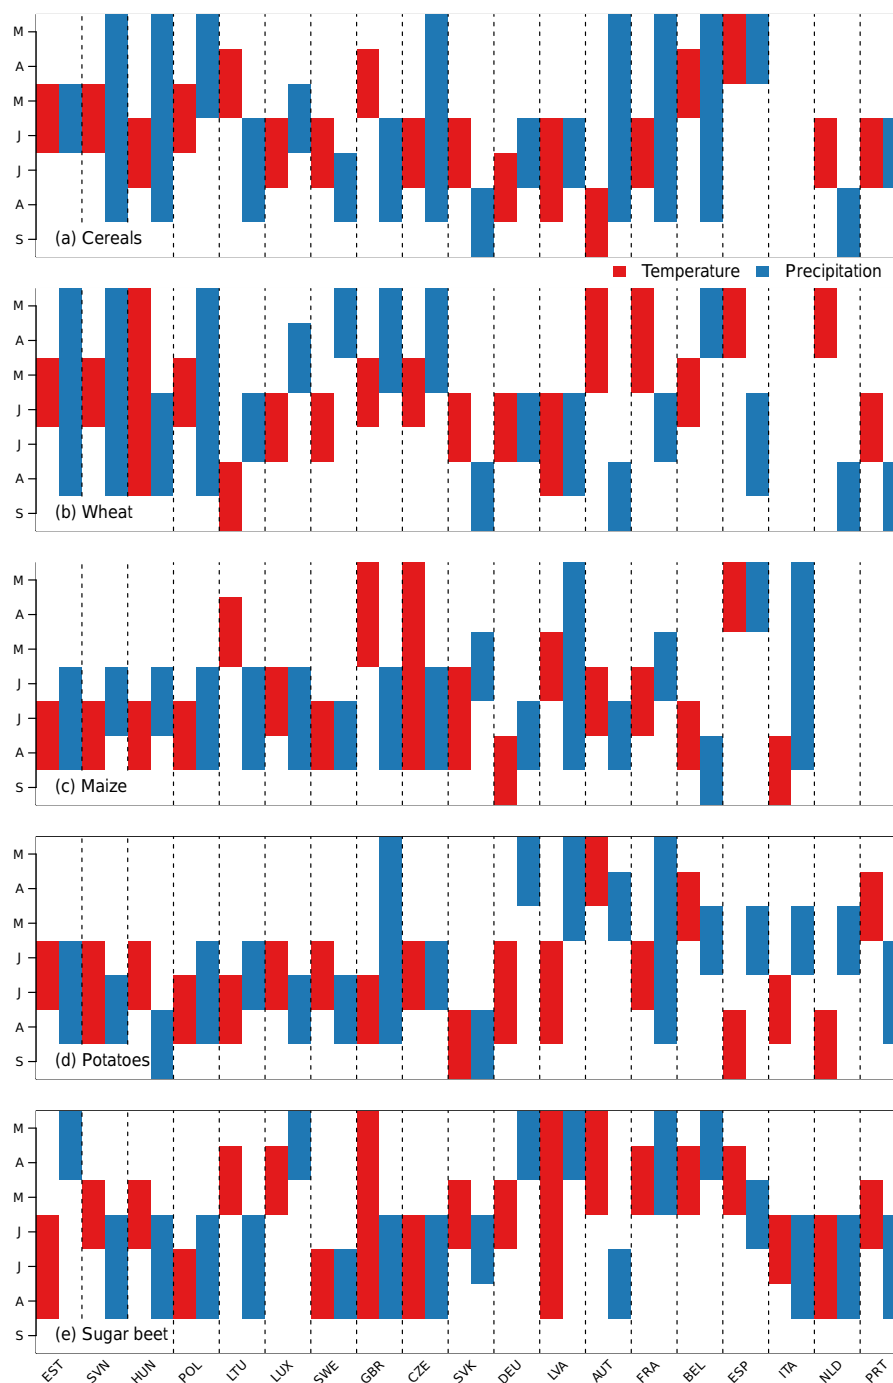 M
A
M
J
J
A
S
(a) Cereals
Temperature Precipitation
M
A
M
J
J
A
S
(b) Wheat
M
A
M
J
J
A
S
(c) Maize
M
A
M
J
J
A
S
(d) Potatoes
M
A
M
J
J
A
S
(e) Sugar beet
EST SVN HUN POL LTU LUX SWE GBR CZE SVK DEU LVA AUT FRA BEL ESP ITA NLD PRT